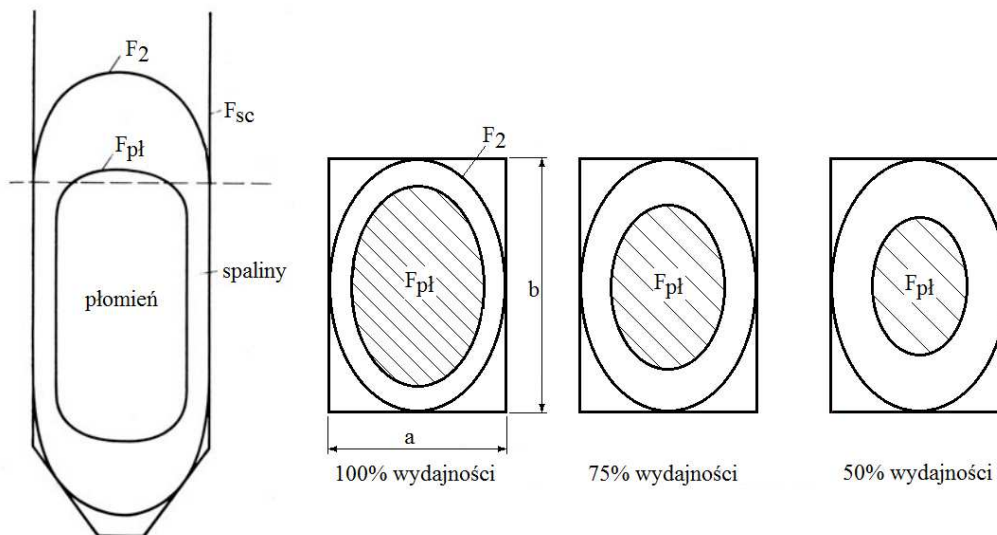 F2
Fsc
Fpł
spaliny
płomień
F2
Fpł
b
a
100% wydajności
Fpł
75% wydajności
Fpł
50% wydajności